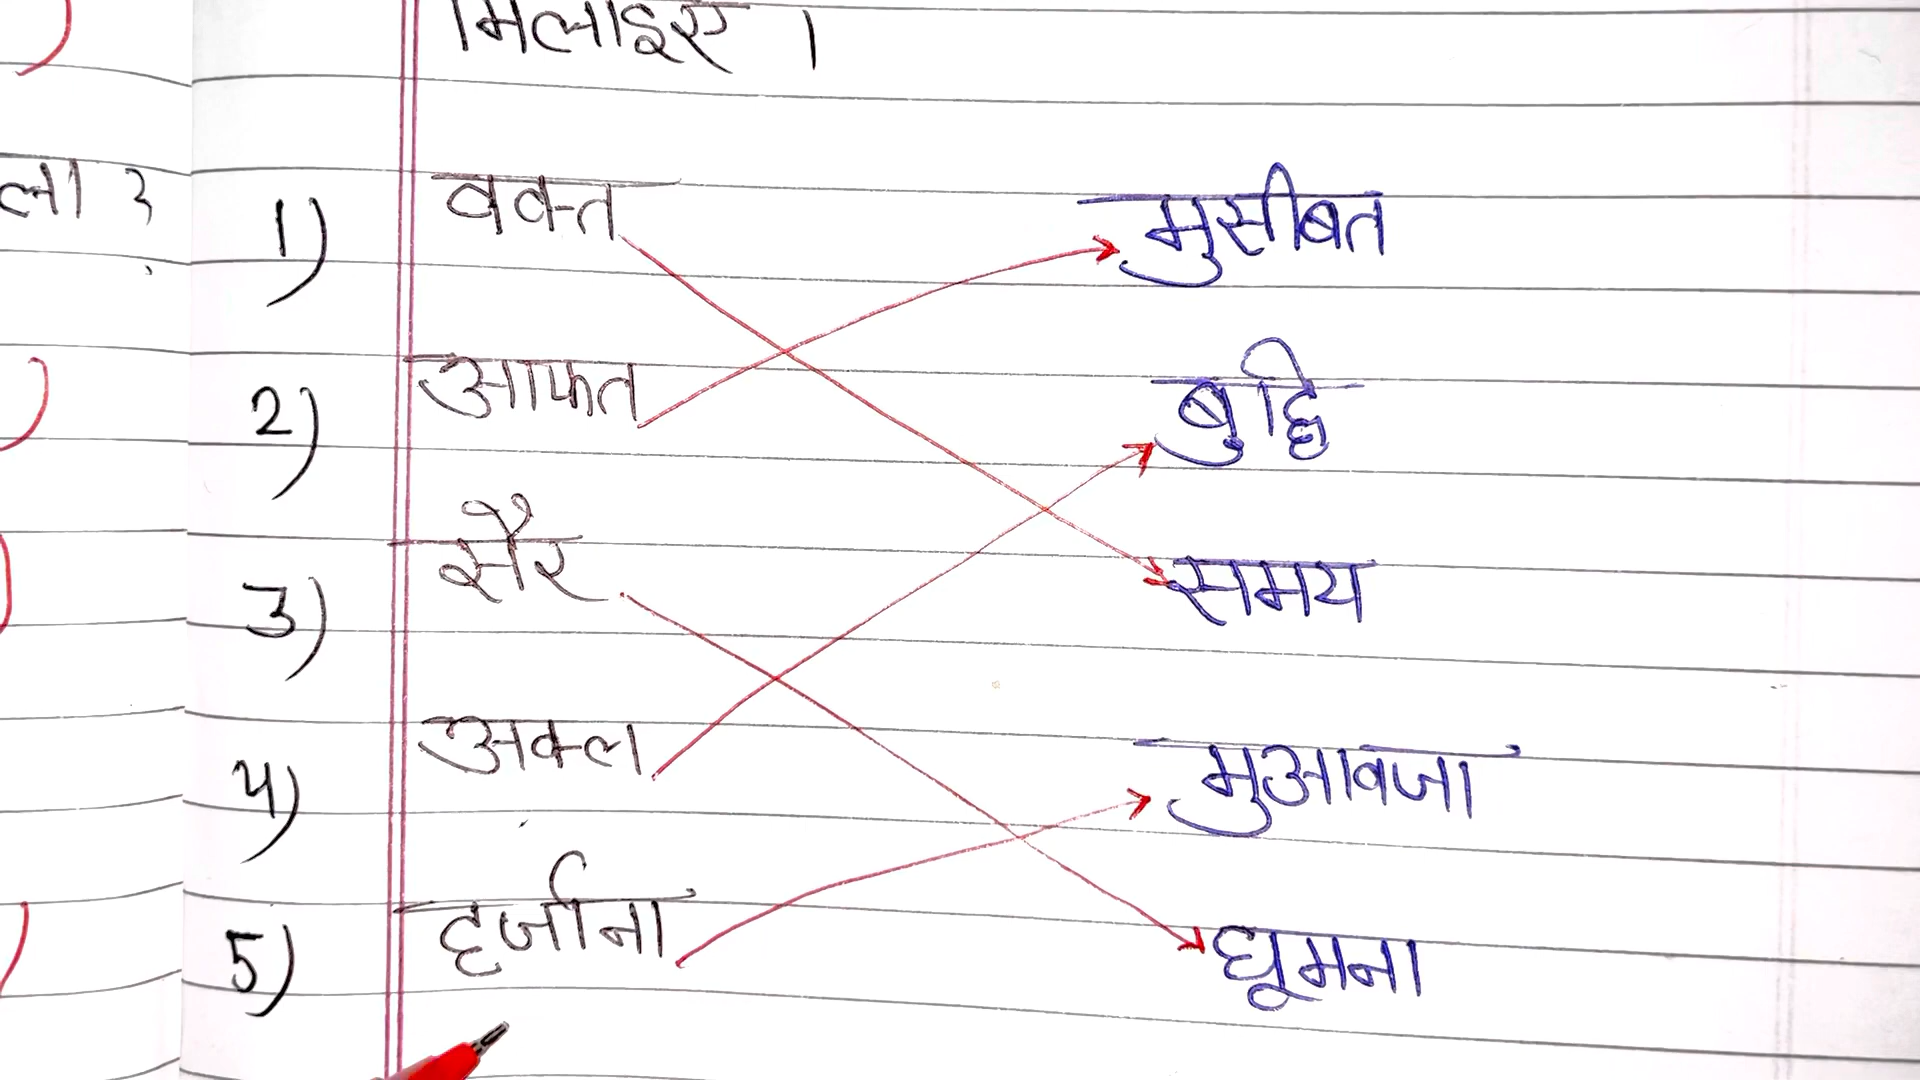 मिलाइए ।
ला ?
1) वक्त मुसीबत
2) आफत बुद्धि
3) सैर समय
4) अक्ल मुआवजा
5) हर्जाना घूमना